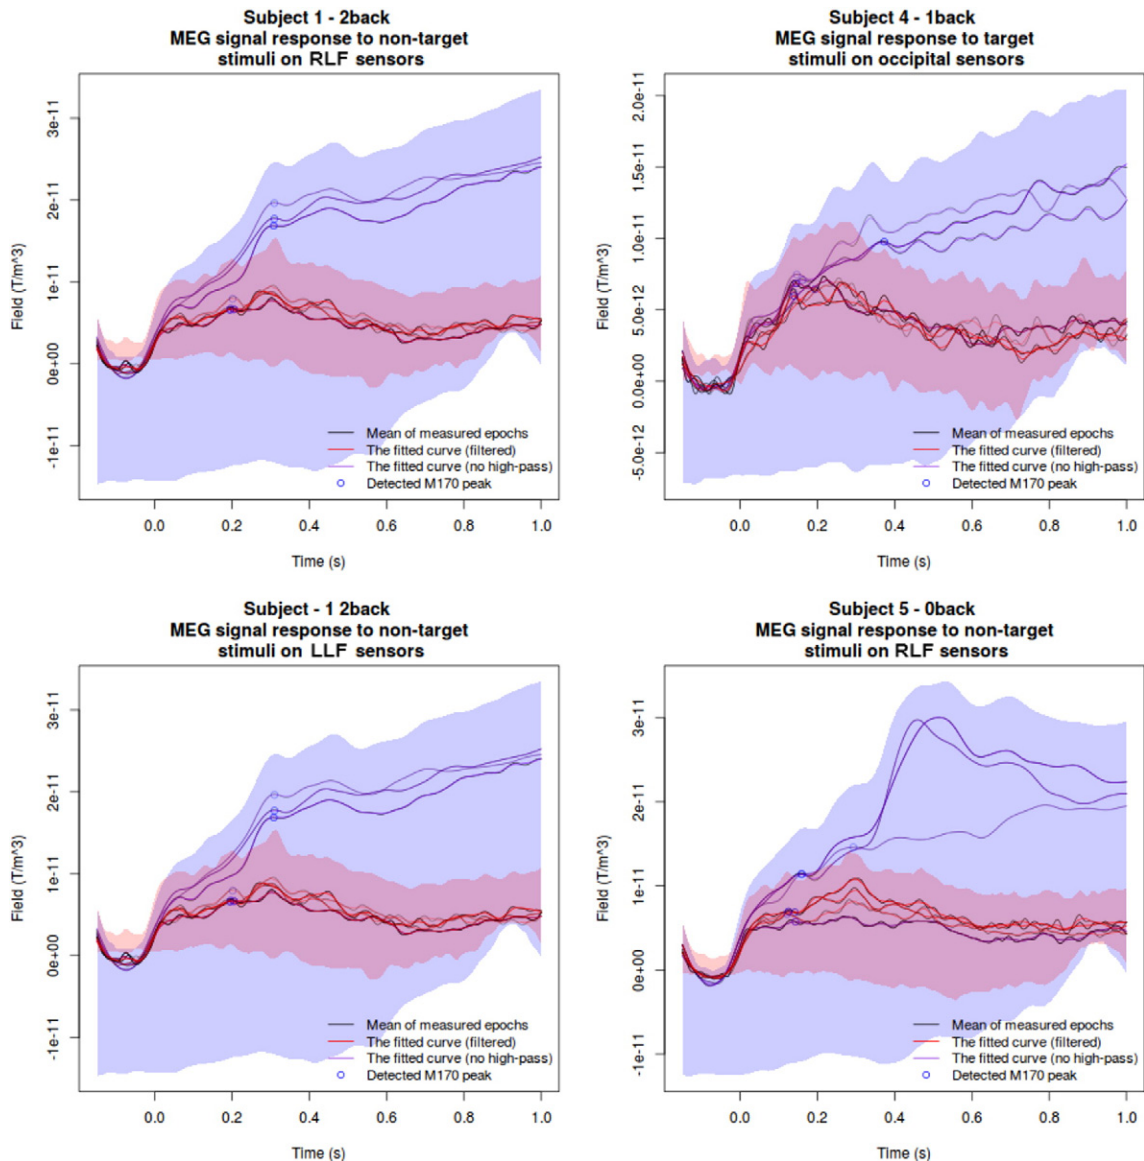 Subject 1 - 2back
MEG signal response to non-target
stimuli on RLF sensors
Field (T/m^3)
3e-11
2e-11
1e-11
0e+00
-1e-11
Mean of measured epochs
The fitted curve (filtered)
The fitted curve (no high-pass)
Detected M170 peak
0.0 0.2 0.4 0.6 0.8 1.0
Time (s)
Subject 4 - 1back
MEG signal response to target
stimuli on occipital sensors
Field (T/m^3)
2.0e-11
1.5e-11
1.0e-11
5.0e-12
0.0e+00
-5.0e-12
Mean of measured epochs
The fitted curve (filtered)
The fitted curve (no high-pass)
Detected M170 peak
0.0 0.2 0.4 0.6 0.8 1.0
Time (s)
Subject - 1 2back
MEG signal response to non-target
stimuli on LLF sensors
Field (T/m^3)
3e-11
2e-11
1e-11
0e+00
-1e-11
Mean of measured epochs
The fitted curve (filtered)
The fitted curve (no high-pass)
Detected M170 peak
0.0 0.2 0.4 0.6 0.8 1.0
Time (s)
Subject 5 - 0back
MEG signal response to non-target
stimuli on RLF sensors
Field (T/m^3)
3e-11
2e-11
1e-11
0e+00
-1e-11
Mean of measured epochs
The fitted curve (filtered)
The fitted curve (no high-pass)
Detected M170 peak
0.0 0.2 0.4 0.6 0.8 1.0
Time (s)